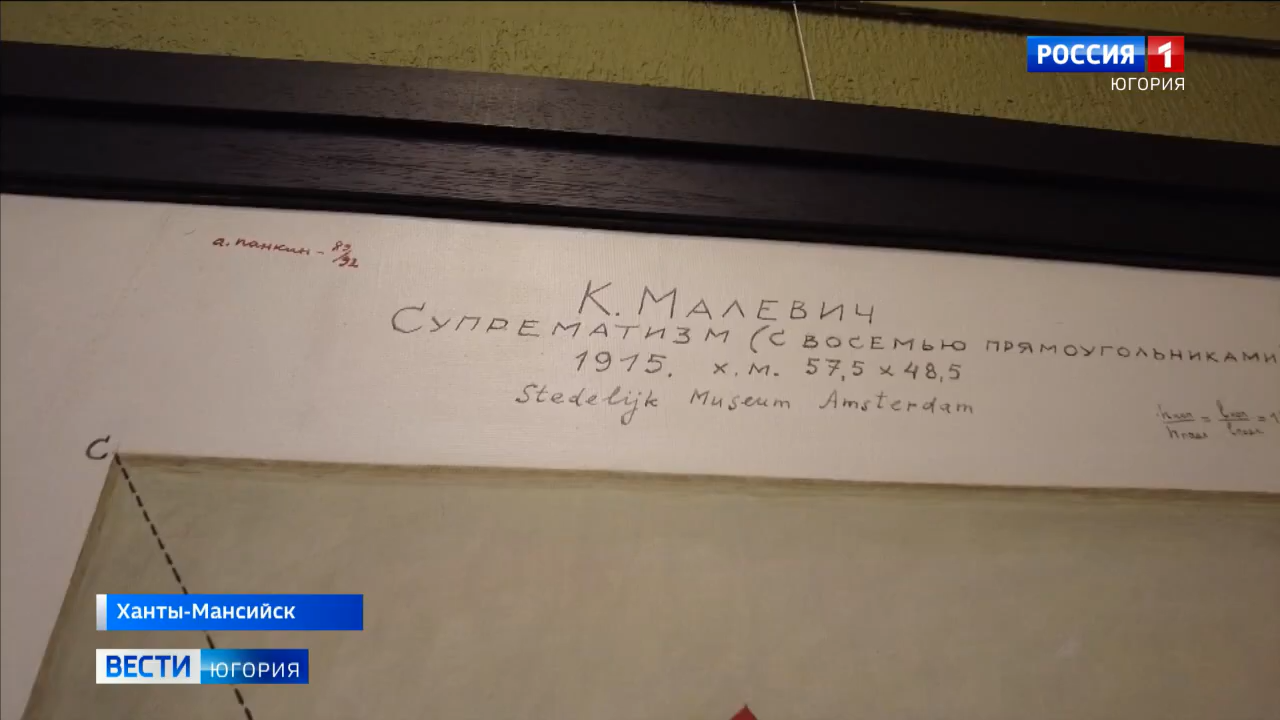 РОССИЯ 1
ЮГОРИЯ
а. панкин - 89/92
К. МАЛЕВИЧ
СУПРЕМАТИЗМ (С ВОСЕМЬЮ ПРЯМОУГОЛЬНИКАМИ
1915. х.м. 57,5 × 48,5
Stedelijk Museum Amsterdam
С
Ханты-Мансийск
ВЕСТИ ЮГОРИЯ